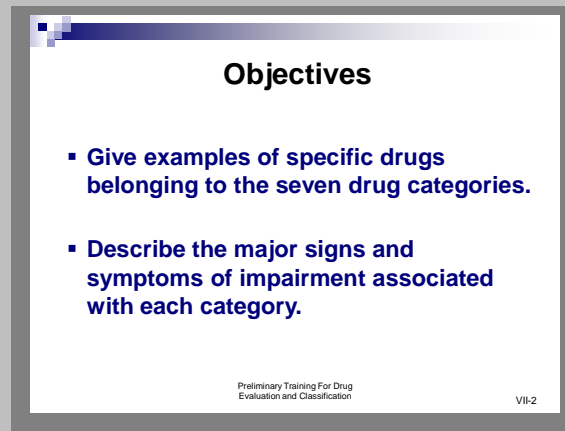 Objectives
▪ Give examples of specific drugs
belonging to the seven drug categories.
▪ Describe the major signs and
symptoms of impairment associated
with each category.
Preliminary Training For Drug
Evaluation and Classification
VII-2